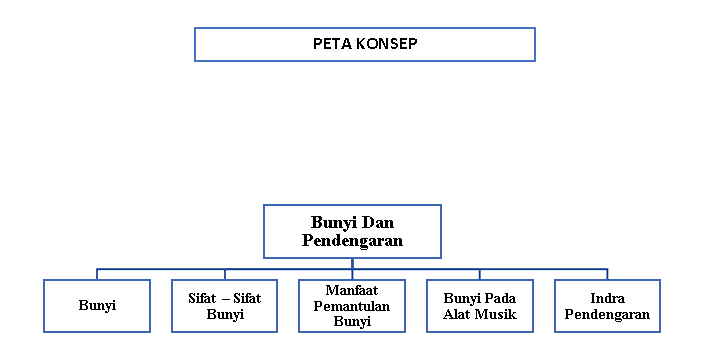 PETA KONSEP
Bunyi Dan
Pendengaran
Bunyi
Sifat – Sifat
Bunyi
Manfaat
Pemantulan
Bunyi
Bunyi Pada
Alat Musik
Indra
Pendengaran